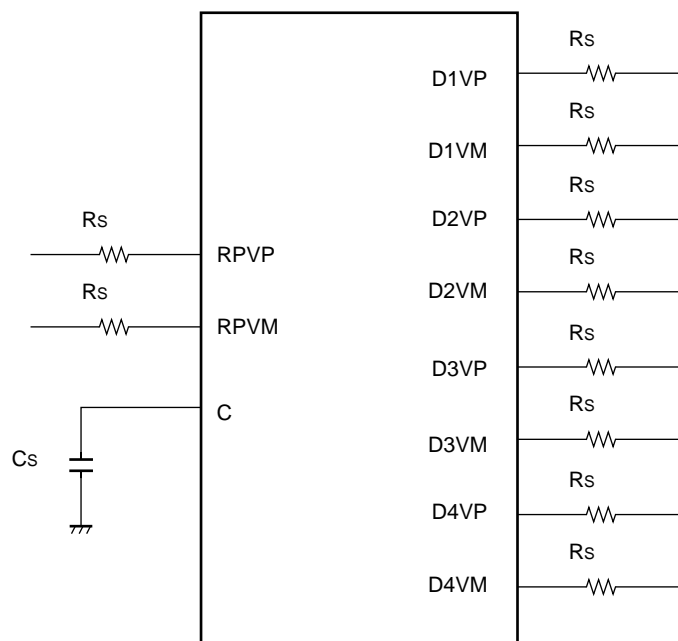 Rs
D1VP
Rs
D1VM
Rs
D2VP
Rs
RPVP
Rs
D2VM
Rs
RPVM
Rs
D3VP
C
Rs
D3VM
Cs
Rs
D4VP
Rs
D4VM